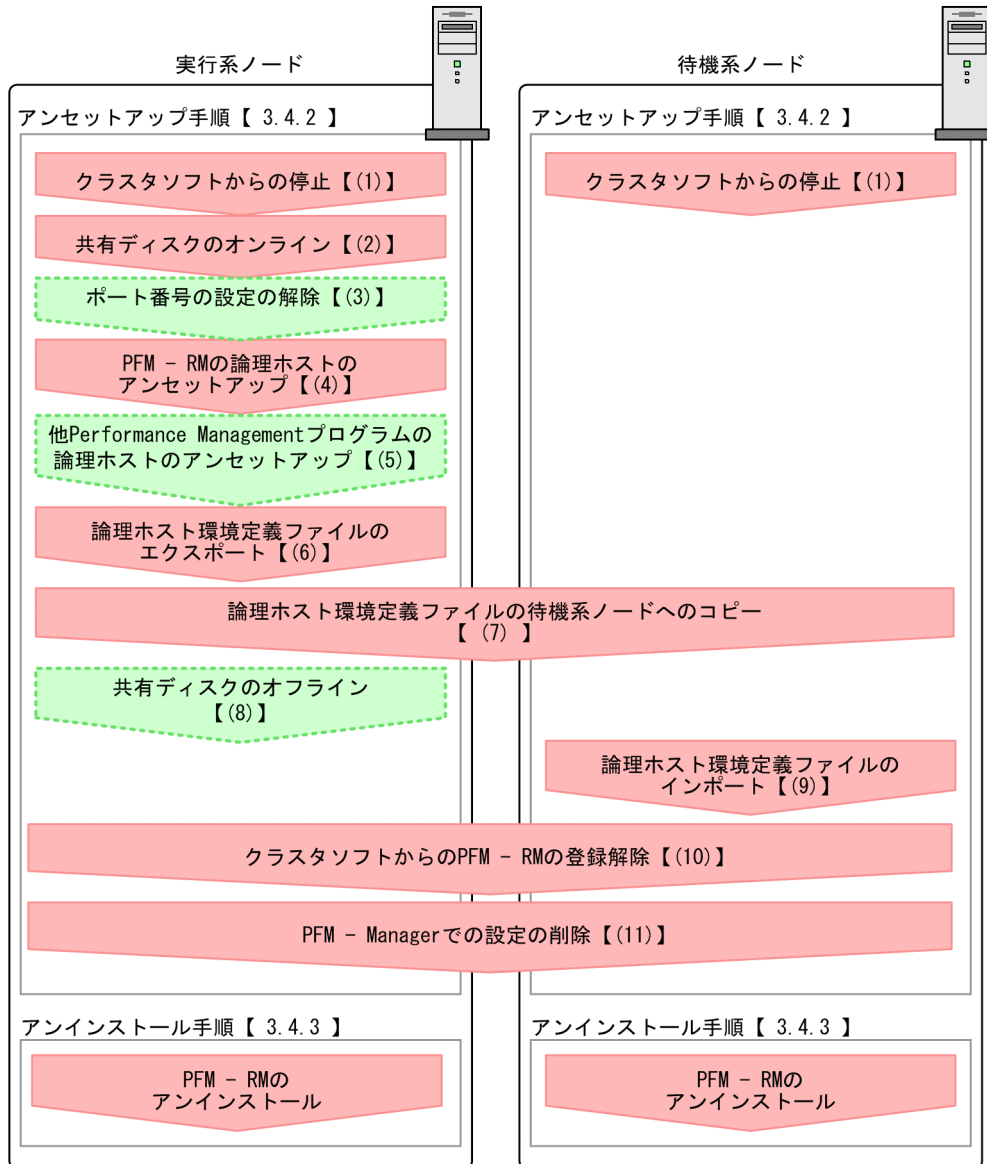 実行系ノード
待機系ノード
アンセットアップ手順【 3.4.2 】
アンセットアップ手順【 3.4.2 】
クラスタソフトからの停止【(1)】
クラスタソフトからの停止【(1)】
共有ディスクのオンライン【(2)】
ポート番号の設定の解除【(3)】
PFM − RMの論理ホストの
アンセットアップ【(4)】
他Performance Managementプログラムの
論理ホストのアンセットアップ【(5)】
論理ホスト環境定義ファイルの
エクスポート【(6)】
論理ホスト環境定義ファイルの待機系ノードへのコピー
【 (7) 】
共有ディスクのオフライン
【(8)】
論理ホスト環境定義ファイルの
インポート【(9)】
クラスタソフトからのPFM − RMの登録解除【(10)】
PFM − Managerでの設定の削除【(11)】
アンインストール手順【 3.4.3 】
アンインストール手順【 3.4.3 】
PFM − RMの
アンインストール
PFM − RMの
アンインストール